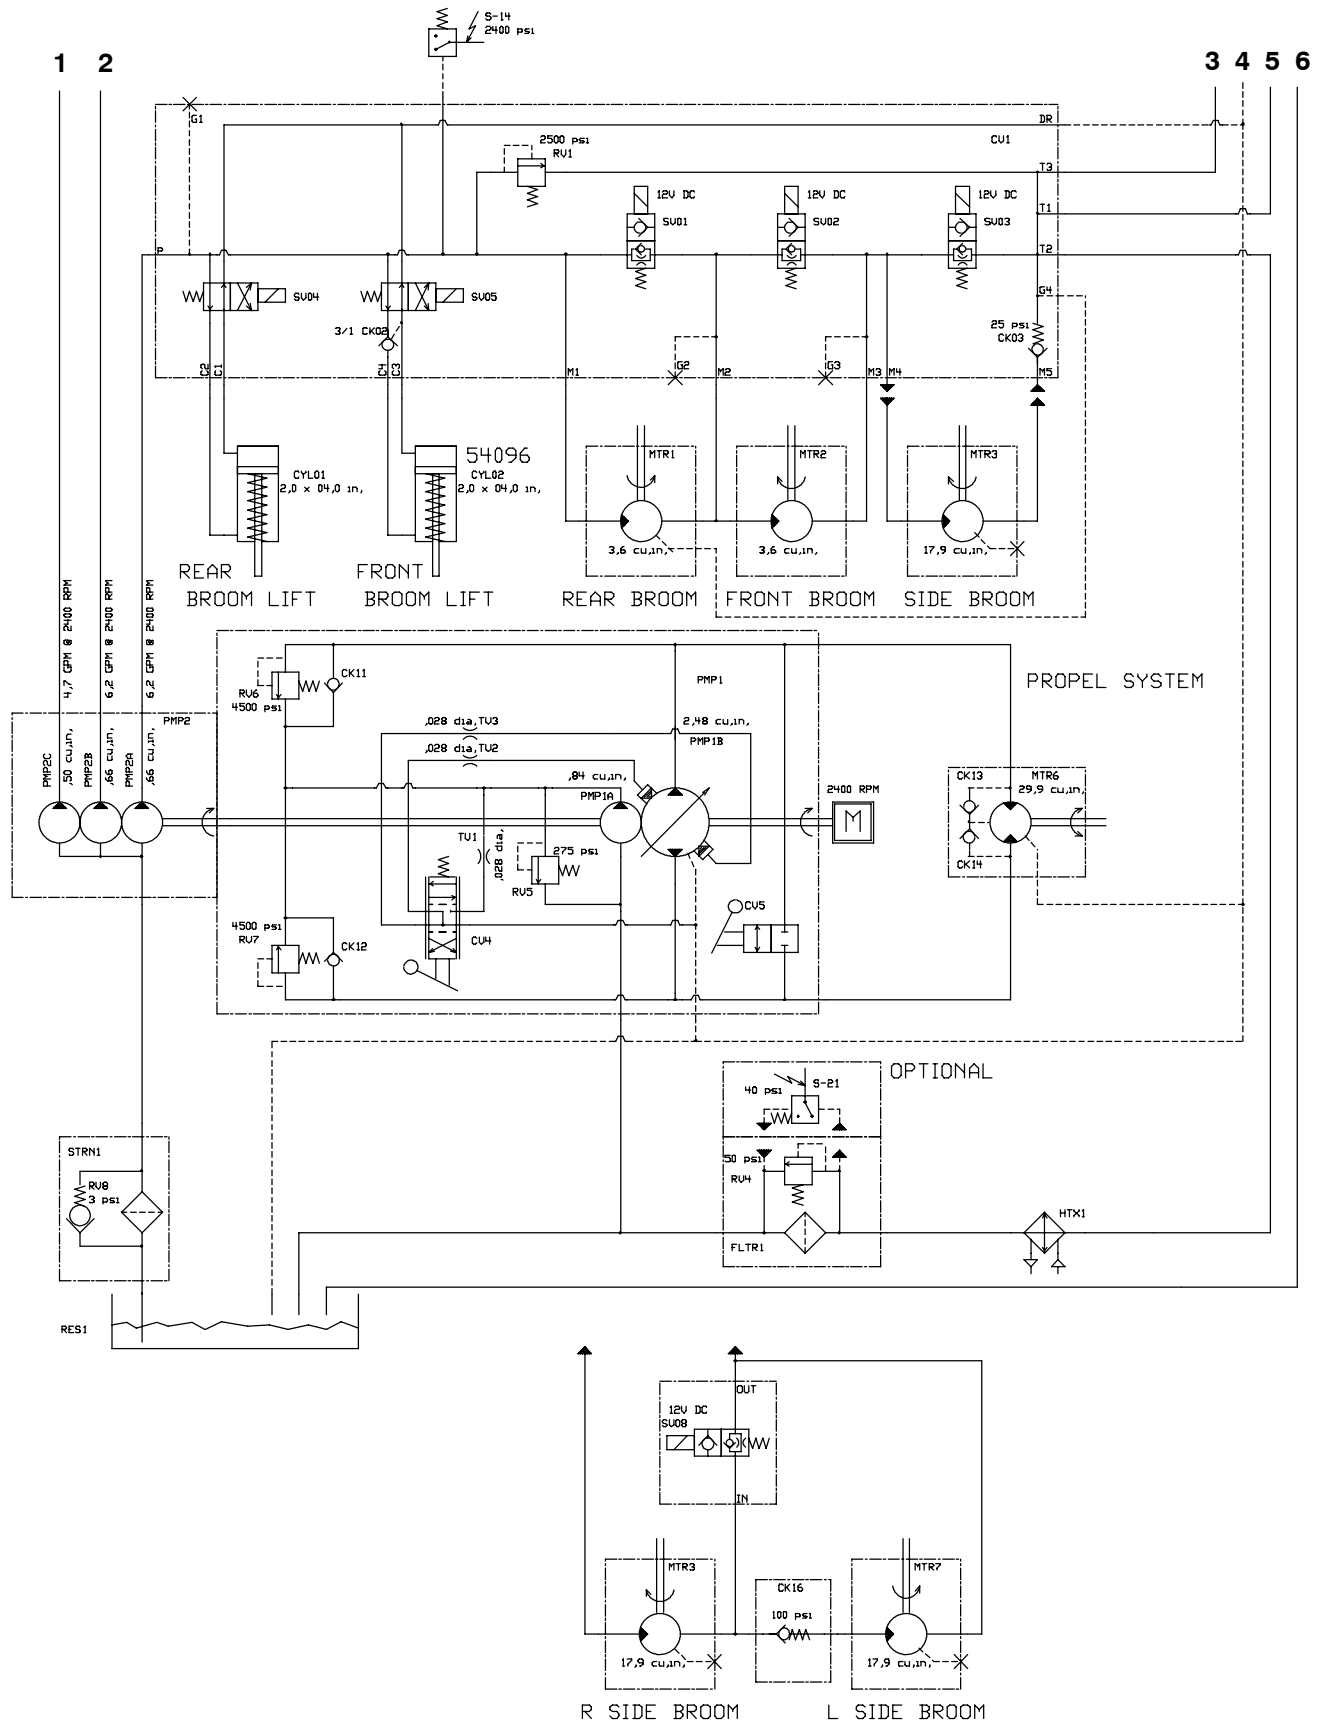 S-14
2400 psi
1 2
3 4 5 6
G1
DR
CV1
2500 psi
RV1
T3
12V DC
12V DC
12V DC
T1
SV01
SV02
SV03
P
T2
G4
SV04
SV05
3/1 CK02
25 psi
CK03
C2
C1
C4
C3
M1
G2
M2
G3
M3
M4
M5
54096
CYL01
2,0 x 04,0 in,
CYL02
2,0 x 04,0 in,
MTR1
MTR2
MTR3
3,6 cu,in,
3,6 cu,in,
17,9 cu,in,
REAR
BROOM LIFT
FRONT
BROOM LIFT
REAR BROOM
FRONT BROOM
SIDE BROOM
4,7 GPM @ 2400 RPM
6,2 GPM @ 2400 RPM
6,2 GPM @ 2400 RPM
CK11
RV6
4500 psi
PMP1
PROPEL SYSTEM
PMP2
,028 dia,TV3
2,48 cu,in,
PMP1B
,028 dia,TV2
PMP2C
,50 cu,in,
PMP2B
,66 cu,in,
PMP2A
,66 cu,in,
,84 cu,in,
PMP1A
2400 RPM
M
CK13
MTR6
29,9 cu,in,
TV1
,028 dia,
275 psi
RV5
CK14
CV5
4500 psi
RV7
CK12
CV4
OPTIONAL
40 psi
S-21
STRN1
50 psi
RV4
RV8
3 psi
FLTR1
HTX1
RES1
OUT
12V DC
SV08
IN
MTR3
CK16
MTR7
100 psi
17,9 cu,in,
17,9 cu,in,
R SIDE BROOM
L SIDE BROOM